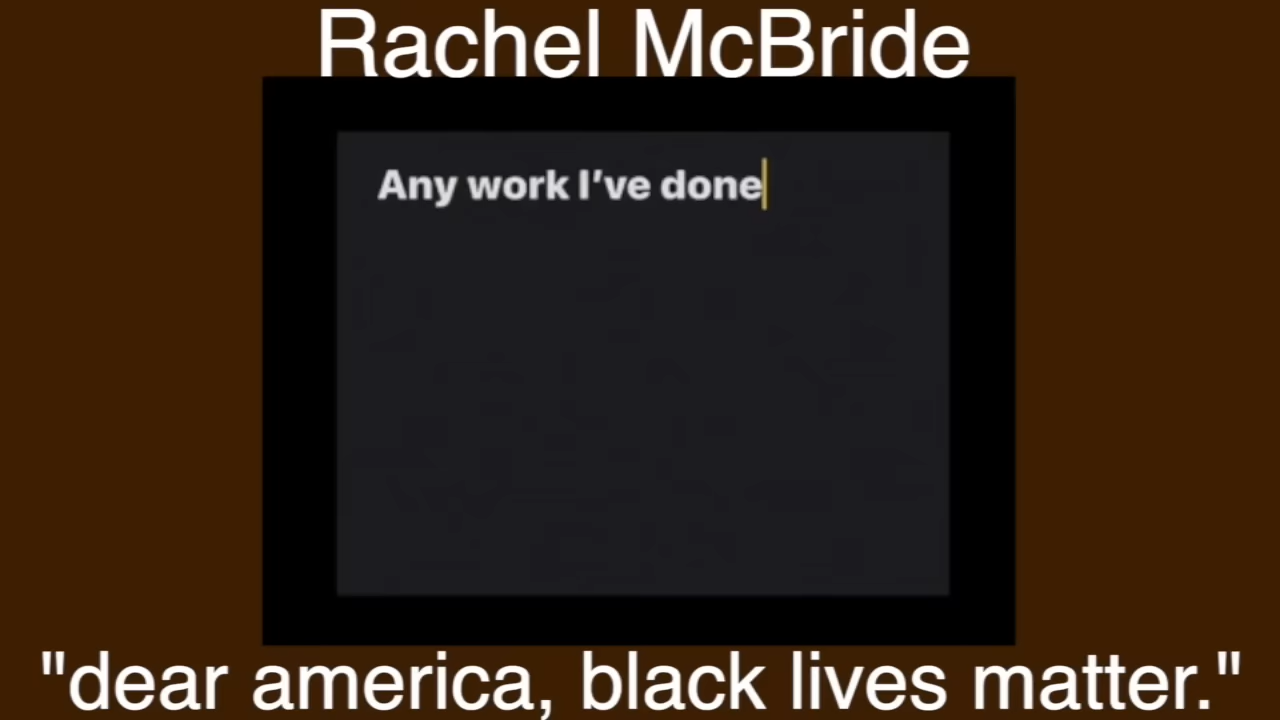 Rachel McBride
Any work I’ve done
"dear america, black lives matter."